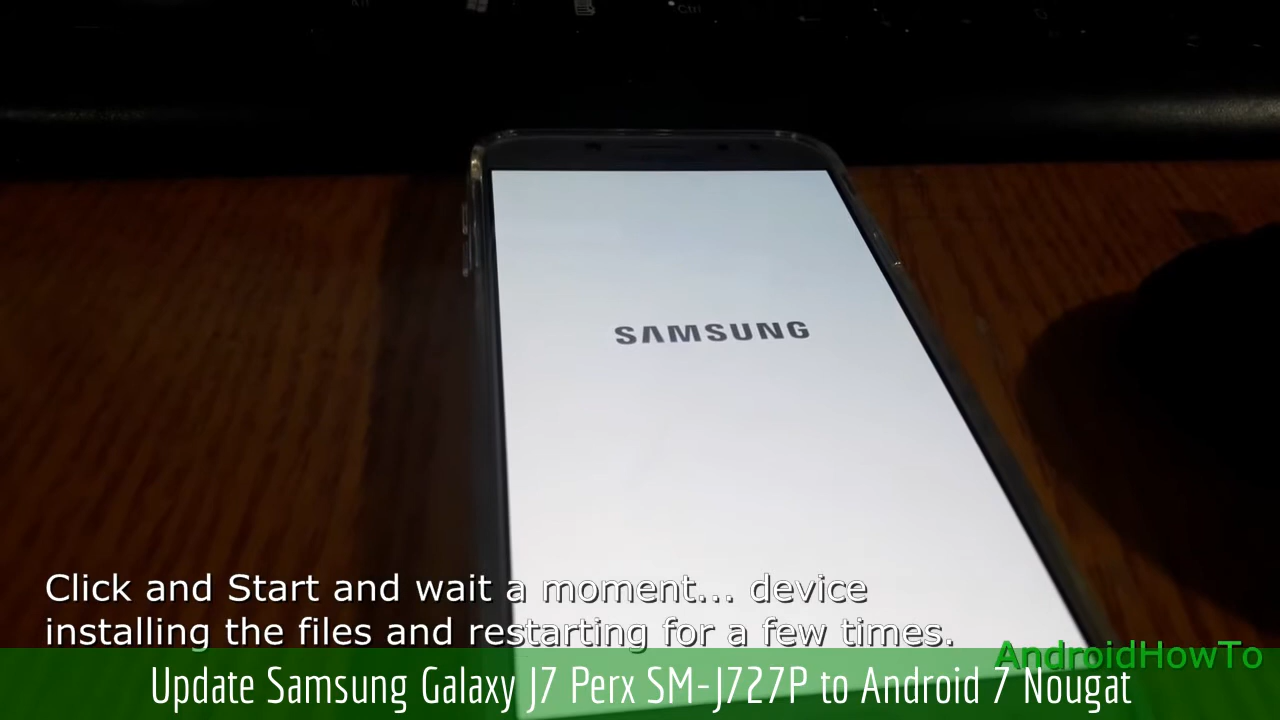 Ctrl
SAMSUNG
Click and Start and wait a moment... device
installing the files and restarting for a few times.
AndroidHowTo
Update Samsung Galaxy J7 Perx SM-J727P to Android 7 Nougat